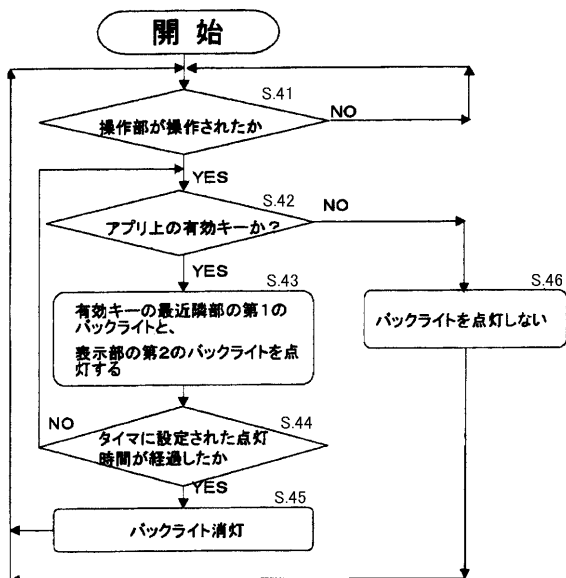 開 始
S.41
操作部が操作されたか
NO
YES
S.42
アプリ上の有効キーか?
NO
YES
S.43
有効キーの最近隣部の第1の
バックライトと、
表示部の第2のバックライトを点
灯する
S.46
バックライトを点灯しない
NO
S.44
タイマに設定された点灯
時間が経過したか
YES
S.45
バックライト消灯